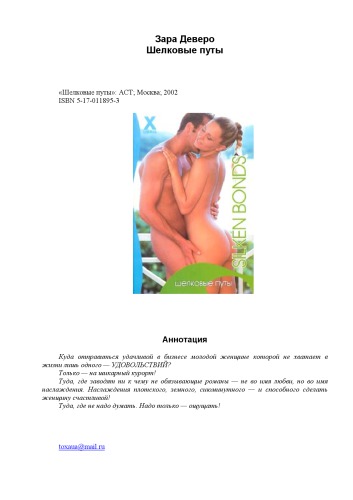 Зара Деверо
Шелковые путы
«Шелковые путы»: АСТ; Москва; 2002
ISBN 5-17-011895-3
X
SILKEN BONDS
шелковые путы
Аннотация
Куда отправиться удачливой в бизнесе молодой женщине которой не хватает в
жизни лишь одного — УДОВОЛЬСТВИЙ?
Только — на шикарный курорт!
Туда, где заводят ни к чему не обязывающие романы — не во имя любви, но во имя
наслаждения. Наслаждения плотского, земного, сиюминутного — и способного сделать
женщину счастливой!
Туда, где не надо думать. Надо только — ощущать!
toxaua@mail.ru